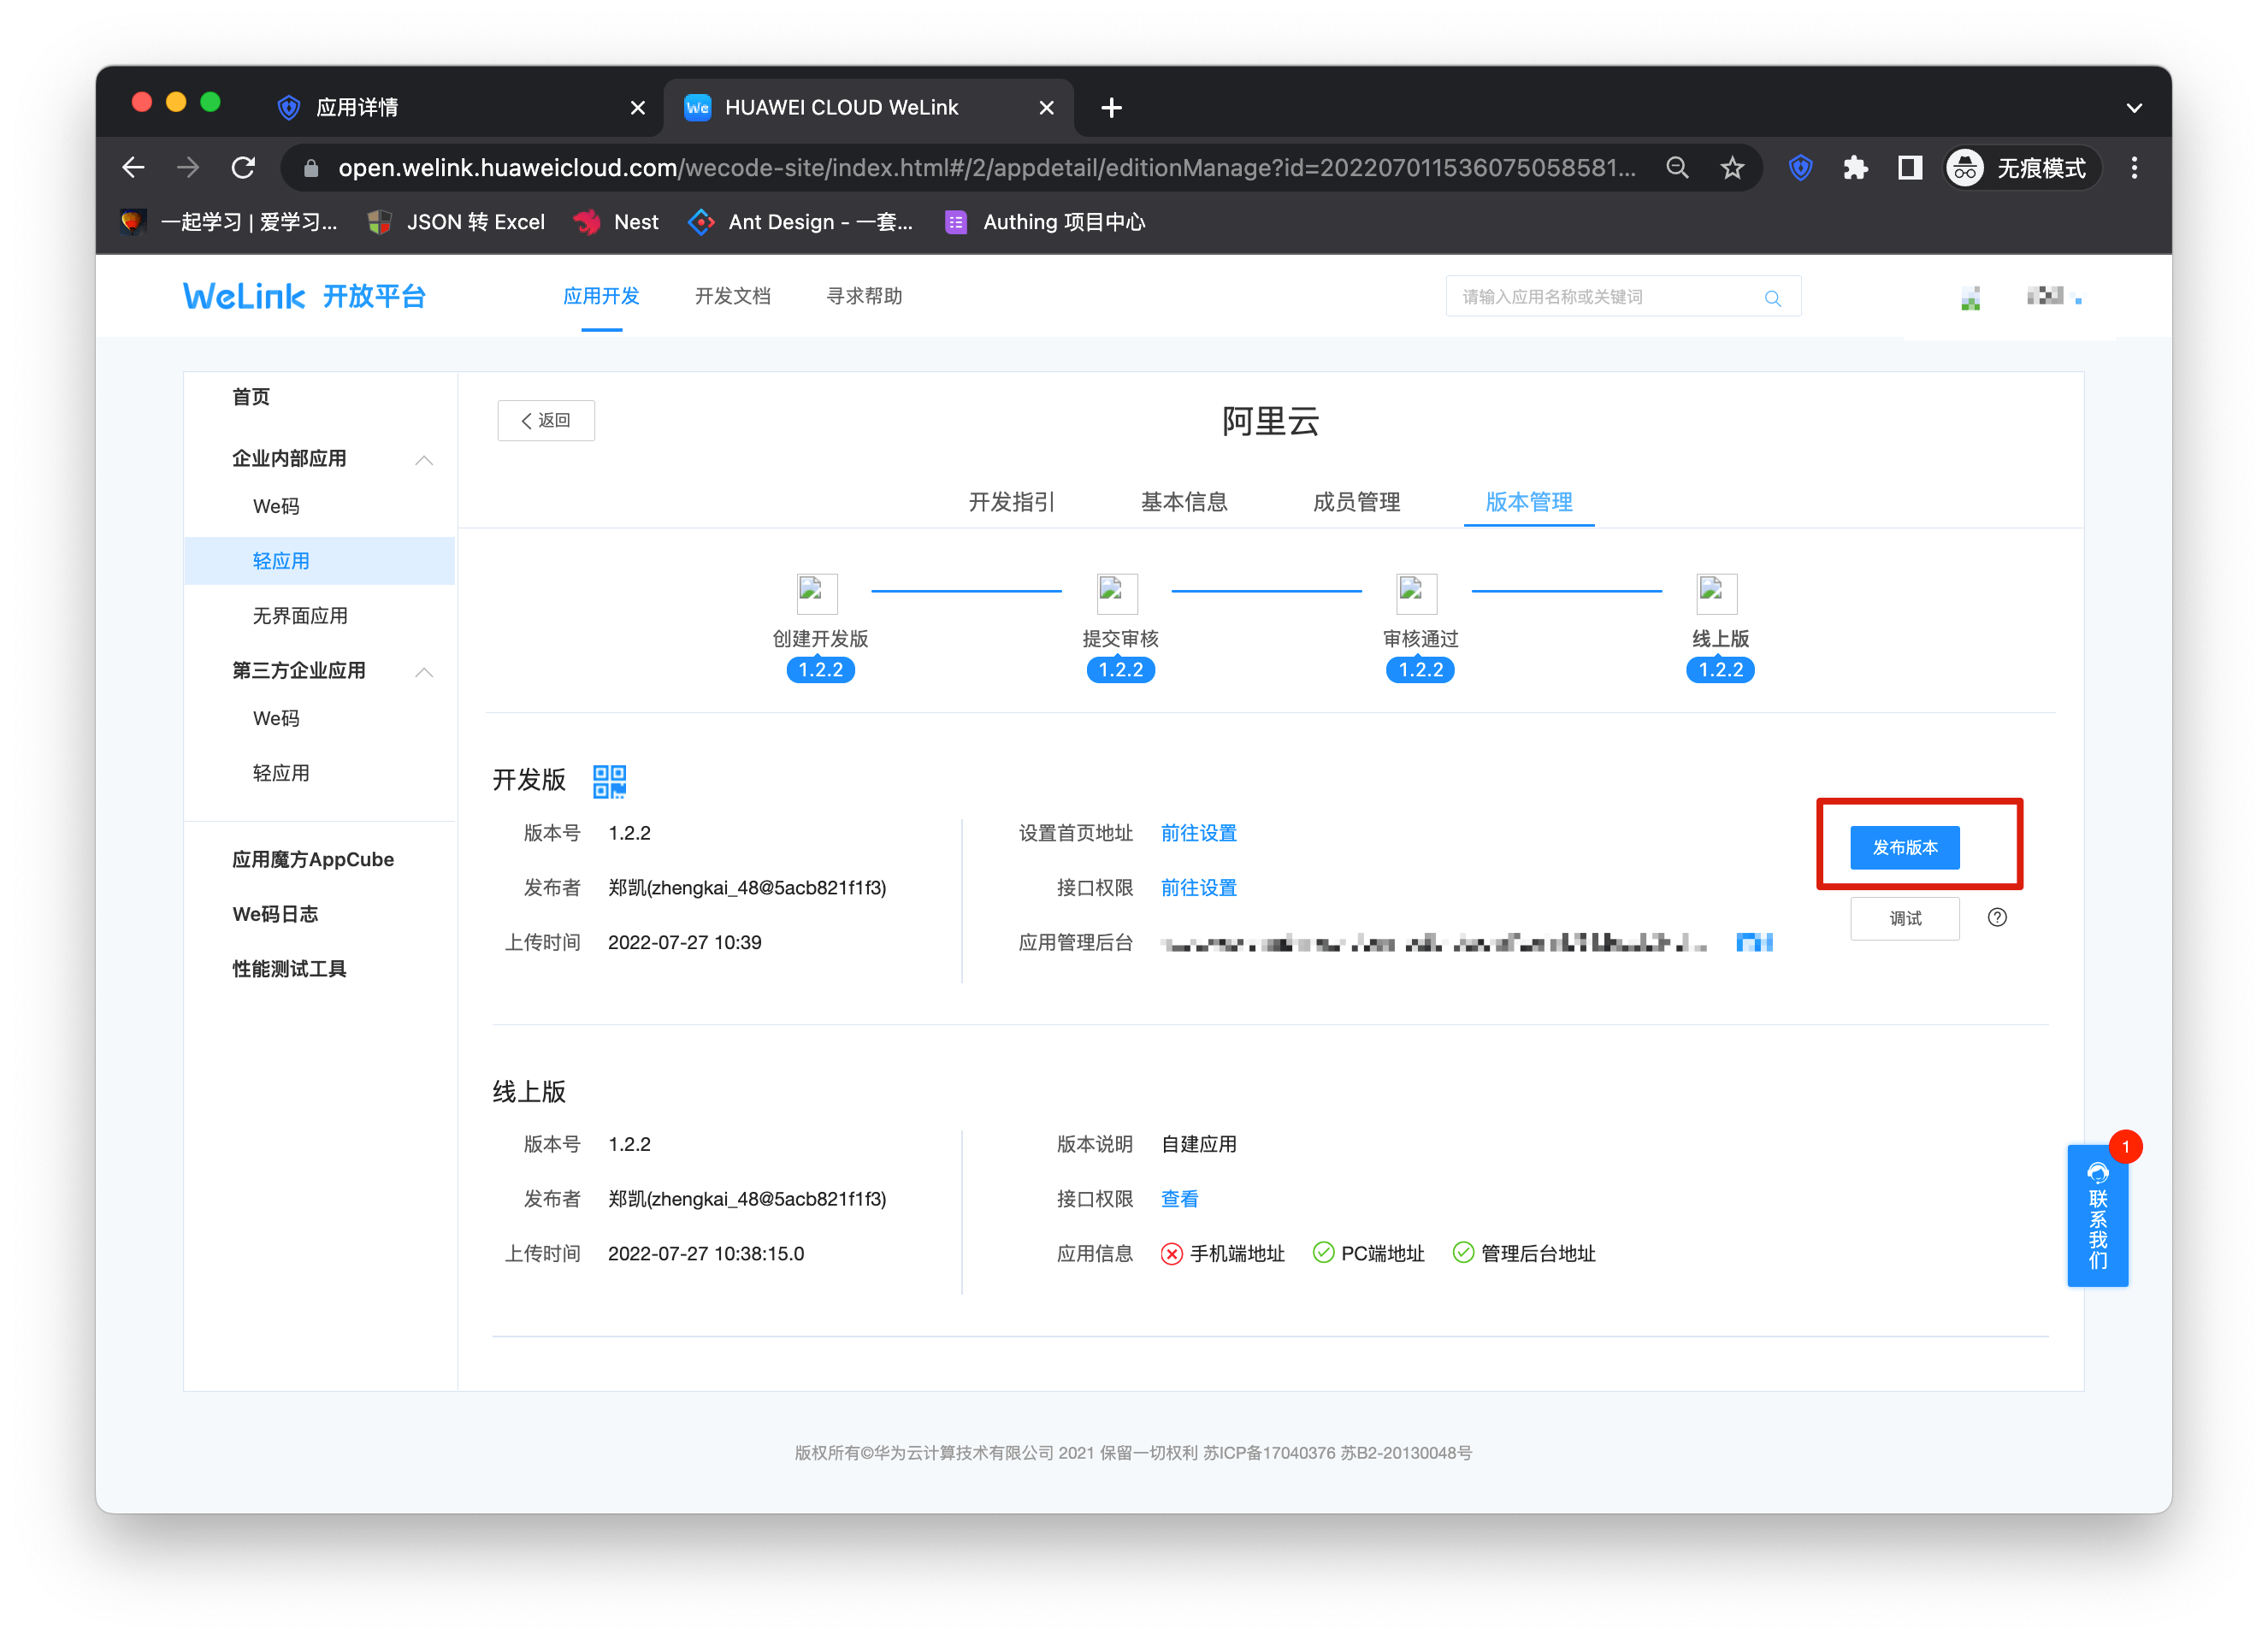 应用详情
We HUAWEI CLOUD WeLink
open.welink.huaweicloud.com/wecode-site/index.html#/2/appdetail/editionManage?id=2022070115360750585​81...
无痕模式
一起学习 | 爱学习... JSON 转 Excel Nest Ant Design - 一套... Authing 项目中心
WeLink 开放平台 应用开发 开发文档 寻求帮助 请输入应用名称或关键词
首页
企业内部应用
We码
轻应用
无界面应用
第三方企业应用
We码
轻应用
应用魔方AppCube
We码日志
性能测试工具
返回
阿里云
开发指引 基本信息 成员管理 版本管理
创建开发版 提交审核 审核通过 线上版
1.2.2 1.2.2 1.2.2 1.2.2
开发版
版本号 1.2.2 设置首页地址 前往设置
发布版本
发布者 郑凯(zhengkai_48@5acb821f1f3) 接口权限 前往设置
调试 ?
上传时间 2022-07-27 10:39 应用管理后台
线上版
版本号 1.2.2 版本说明 自建应用
发布者 郑凯(zhengkai_48@5acb821f1f3) 接口权限 查看
上传时间 2022-07-27 10:38:15.0 应用信息 手机端地址 PC端地址 管理后台地址
1
联系我们
版权所有©华为云计算技术有限公司 2021 保留一切权利 苏ICP备17040376 苏B2-20130048号